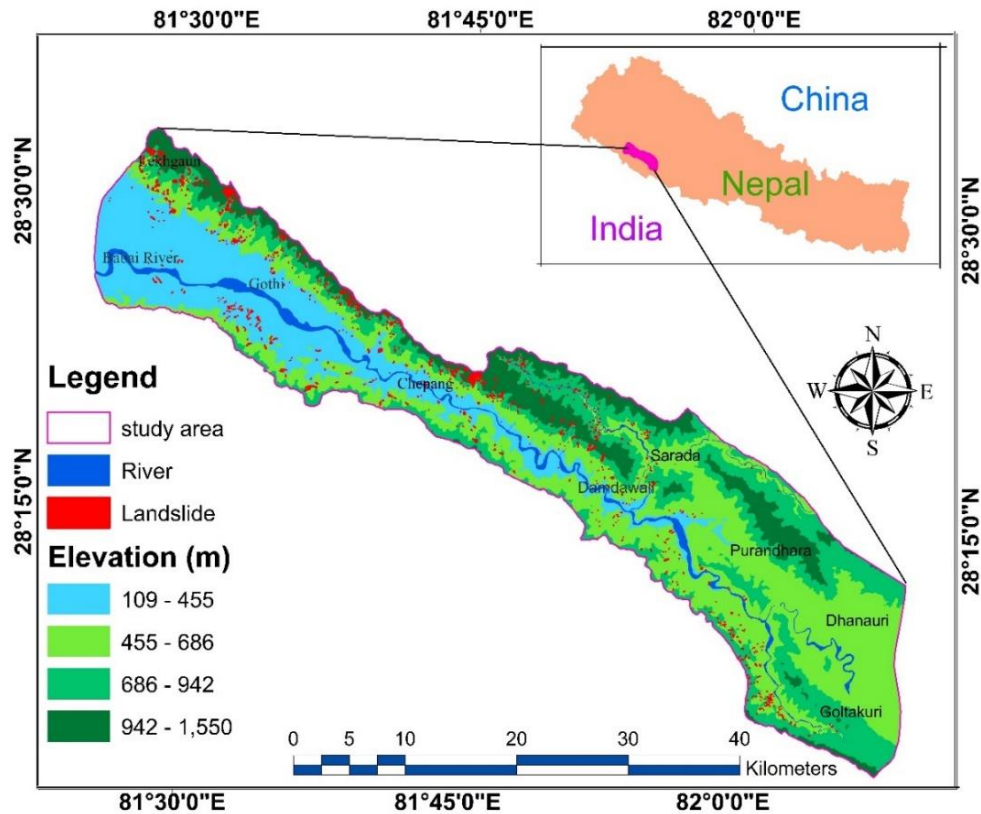 81°30'0"E 81°45'0"E 82°0'0"E
China
Nepal
India
28°30'0"N
28°30'0"N
Lekhgaun
Babai River
Gothi
N
W E
S
Chepang
Sarada
Damdawali
Purandhara
Dhanauri
Goltakuri
28°15'0"N
28°15'0"N
Legend
study area
River
Landslide
Elevation (m)
109 - 455
455 - 686
686 - 942
942 - 1,550
0 5 10 20 30 40
Kilometers
81°30'0"E 81°45'0"E 82°0'0"E